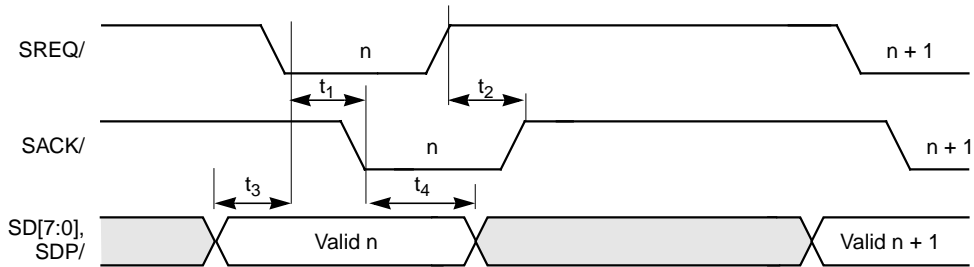 SREQ/ n n + 1
t1 t2
SACK/ n n + 1
t3 t4
SD[7:0],
SDP/ Valid n Valid n + 1